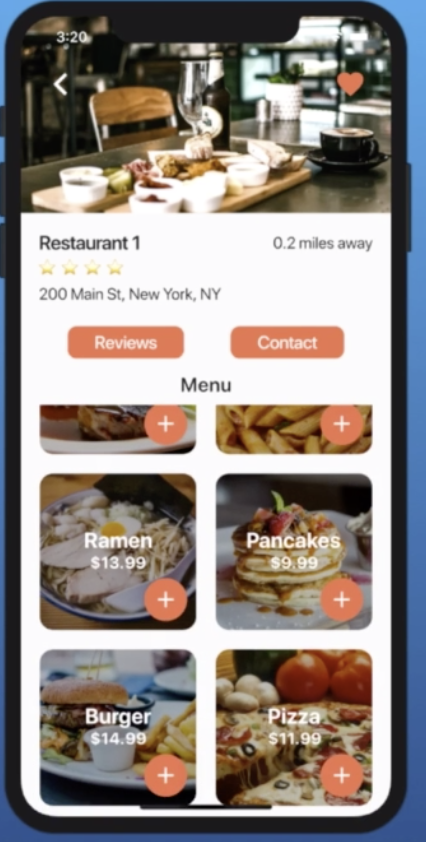 3:20
Restaurant 1
0.2 miles away
200 Main St, New York, NY
Reviews
Contact
Menu
Ramen
$13.99
Pancakes
$9.99
Burger
$14.99
Pizza
$11.99